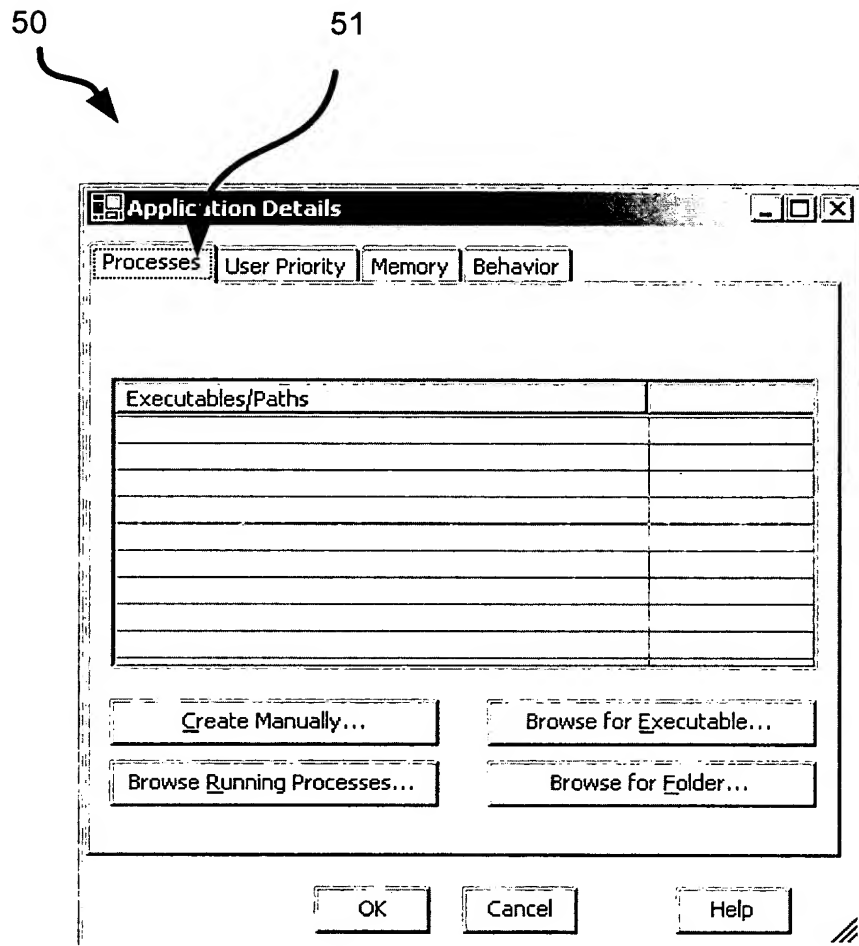 50 51
Application Details
Processes User Priority Memory Behavior
Executables/Paths
Create Manually... Browse for Executable...
Browse Running Processes... Browse for Folder...
OK Cancel Help